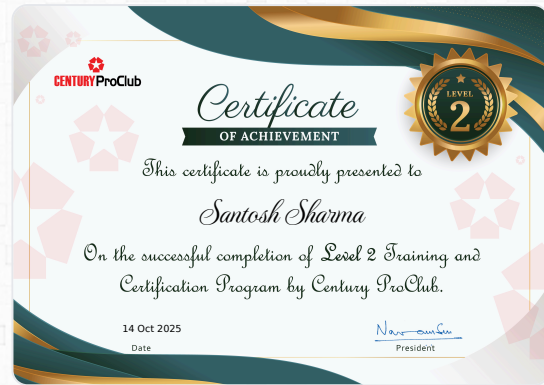 CENTURY ProClub
LEVEL
2
Certificate
OF ACHIEVEMENT
This certificate is proudly presented to
Santosh Sharma
On the successful completion of Level 2 Training and
Certification Program by Century ProClub.
14 Oct 2025
Date
President